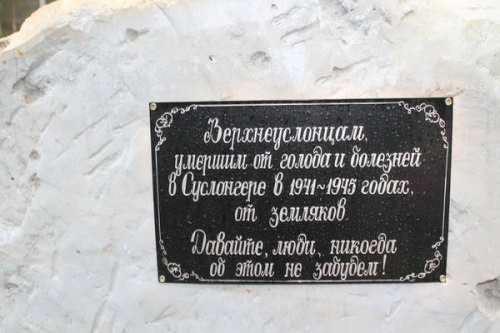 Верхнеуслонцам,
умершим от голода и болезней
в Суслонгере в 1941~1945 годах,
от земляков.
Давайте, люди, никогда
об этом не забудем!